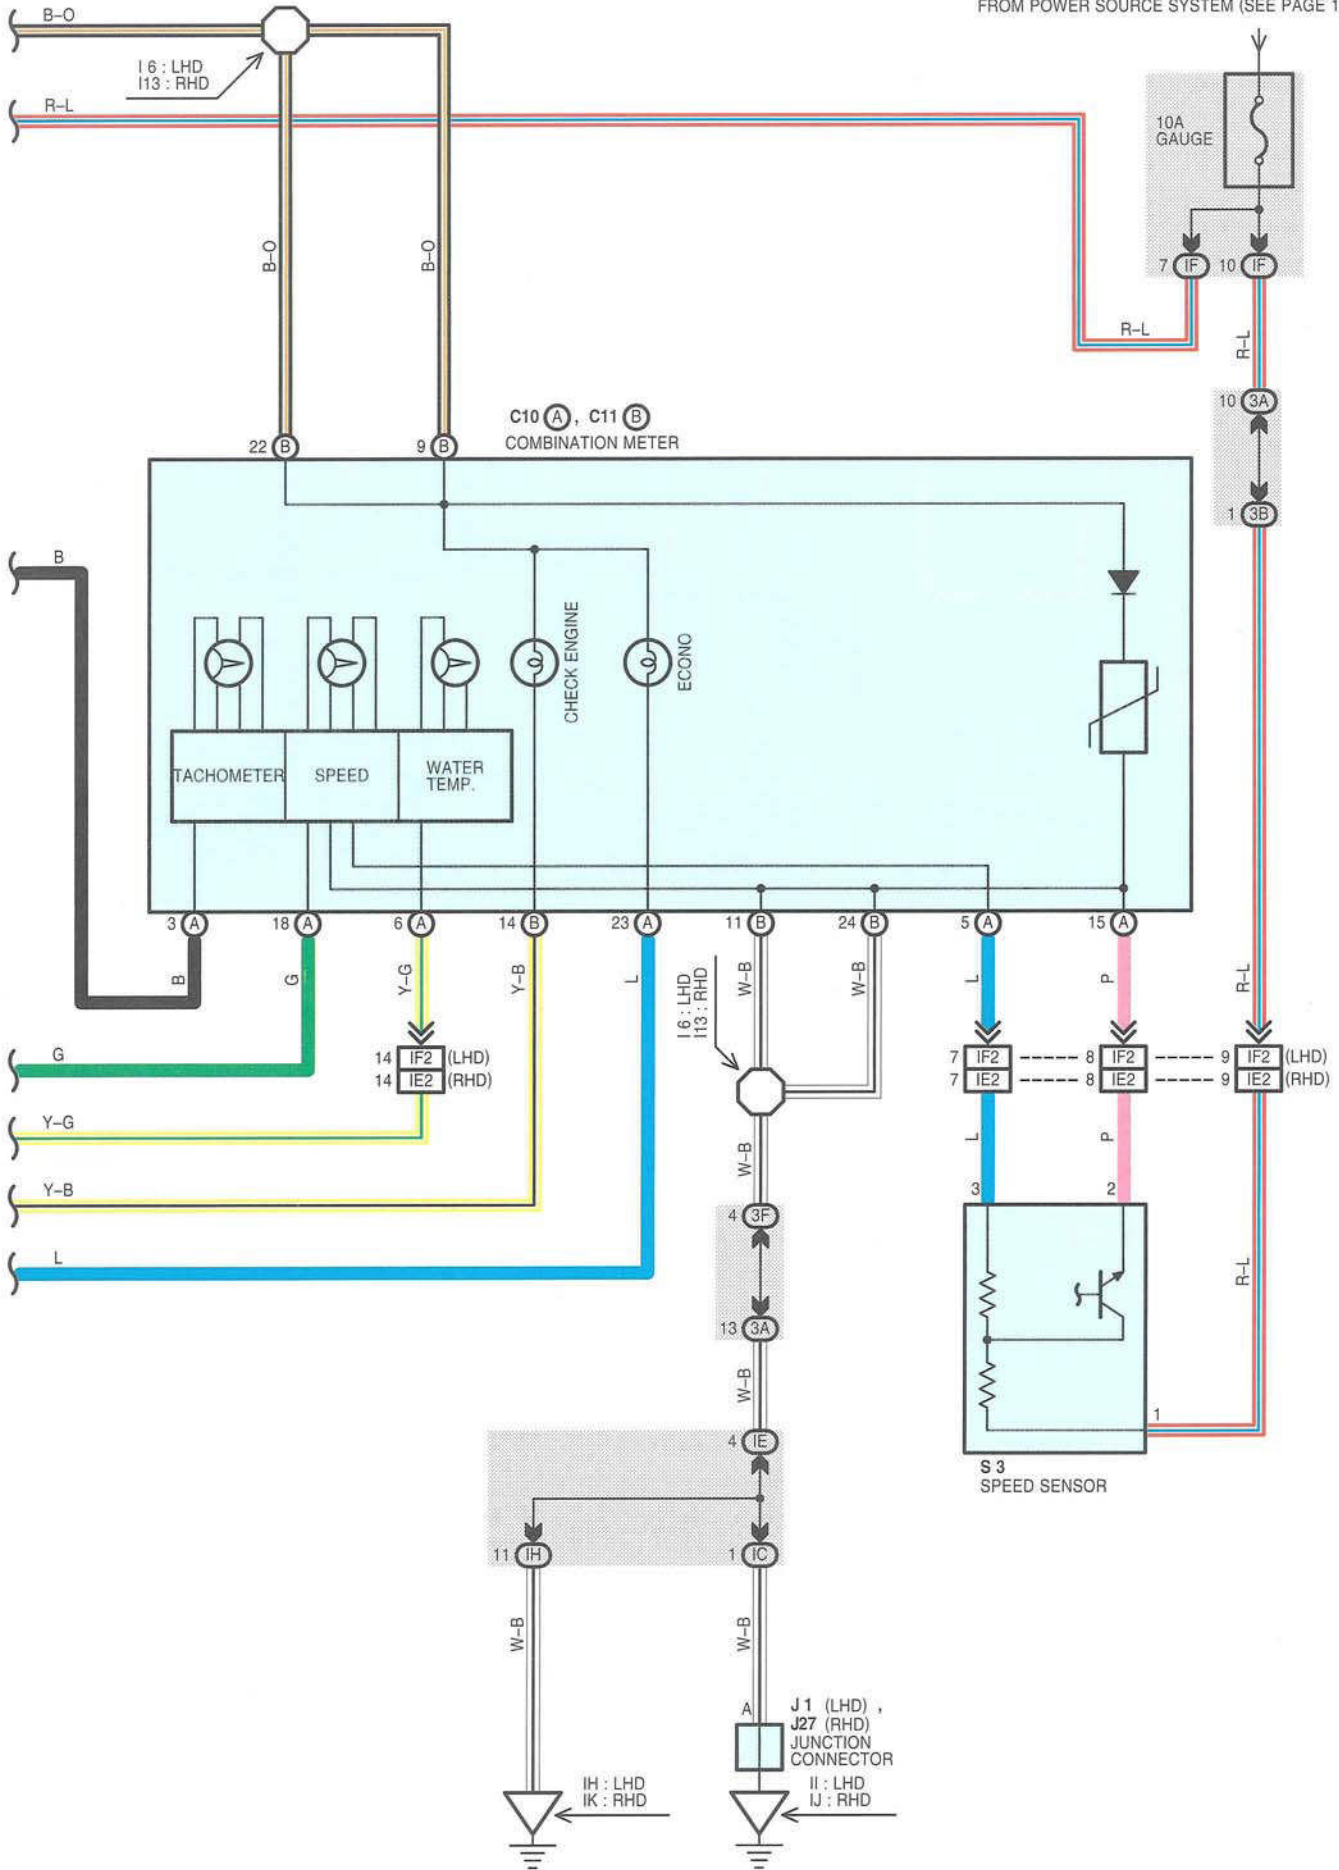 FROM POWER SOURCE SYSTEM (SEE PAGE 1
B–O
I 6 : LHD
I13 : RHD
R–L
10A
GAUGE
B–O
B–O
7 IF
10 IF
R–L
R–L
10 3A
C10 A , C11 B
COMBINATION METER
22 B
9 B
1 3B
B
CHECK ENGINE
ECONO
TACHOMETER
SPEED
WATER
TEMP.
3 A
18 A
6 A
14 B
23 A
11 B
24 B
5 A
15 A
B
G
Y–G
Y–B
L
W–B
W–B
L
P
R–L
I 6 : LHD
I13 : RHD
G
14 IF2 (LHD)
14 IE2 (RHD)
7 IF2
8 IF2
9 IF2 (LHD)
7 IE2
8 IE2
9 IE2 (RHD)
Y–G
W–B
L
P
Y–B
3
2
4 3F
L
R–L
13 3A
W–B
1
4 IE
S 3
SPEED SENSOR
11 IH
1 IC
W–B
W–B
A
J 1 (LHD) ,
J27 (RHD)
JUNCTION
CONNECTOR
IH : LHD
IK : RHD
II : LHD
IJ : RHD